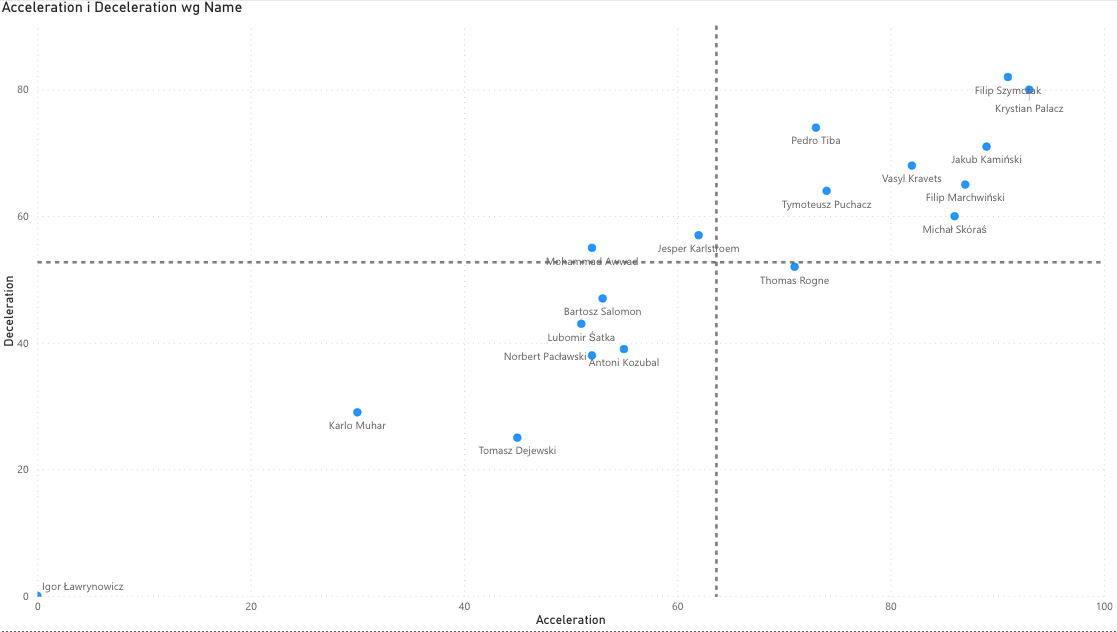 Acceleration i Deceleration wg Name
80
60
40
20
0
Deceleration
Filip Szymczak
Krystian Palacz
Pedro Tiba
Jakub Kamiński
Vasyl Kravets
Filip Marchwiński
Tymoteusz Puchacz
Michał Skóraś
Jesper Karlstroem
Mohammad Awwad
Thomas Rogne
Bartosz Salomon
Lubomir Šatka
Norbert Pacławski
Antoni Kozubal
Karlo Muhar
Tomasz Dejewski
Igor Ławrynowicz
0 20 40 60 80 100
Acceleration